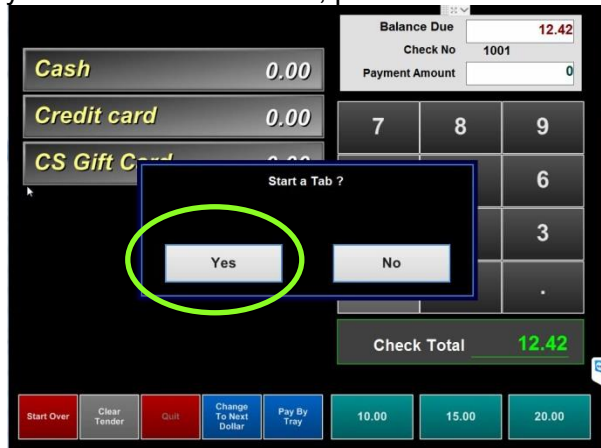 Balance Due 12.42
Check No 1001
Payment Amount 0
Cash 0.00
Credit card 0.00
CS Gift
7 8 9
6
3
.
Start a Tab ?
Yes No
Check Total 12.42
Start Over
Clear
Tender
Quit
Change
To Next
Dollar
Pay By
Tray
10.00 15.00 20.00